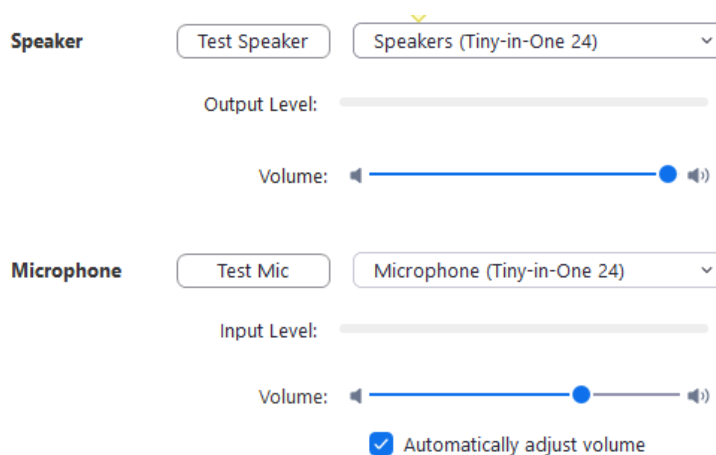 Speaker Test Speaker Speakers (Tiny-in-One 24)
Output Level:
Volume:
Microphone Test Mic Microphone (Tiny-in-One 24)
Input Level:
Volume:
Automatically adjust volume